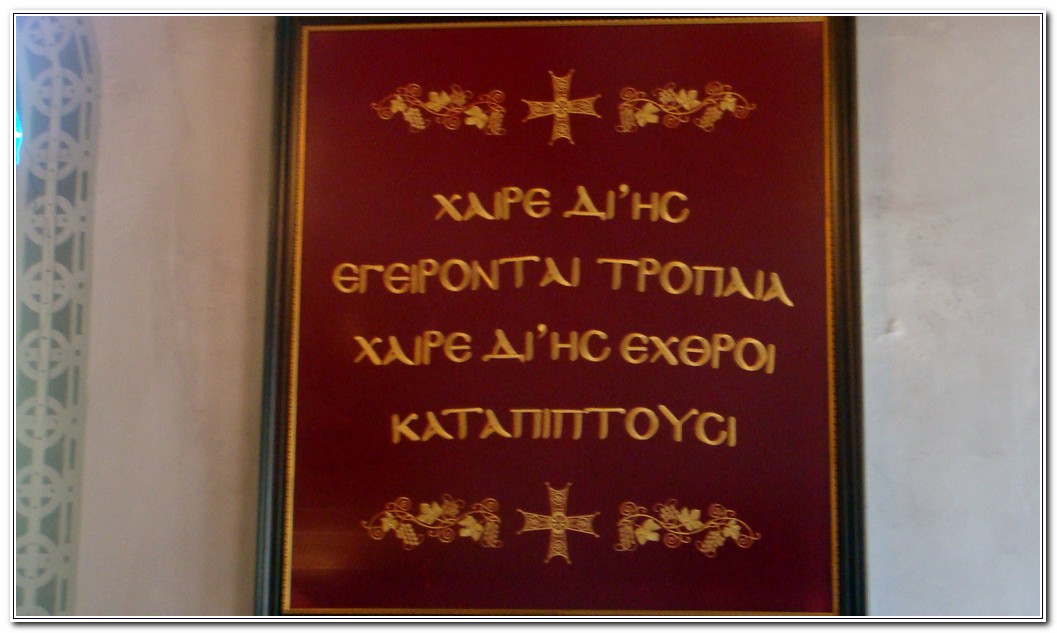 ΧΑΙΡΕ ΔΙ'ΗϹ
ΕΓΕΙΡΟΝΤΑΙ ΤΡΟΠΑΙΑ
ΧΑΙΡΕ ΔΙ'ΗϹ ΕΧΘΡΟΙ
ΚΑΤΑΠΙΠΤΟΥϹΙ